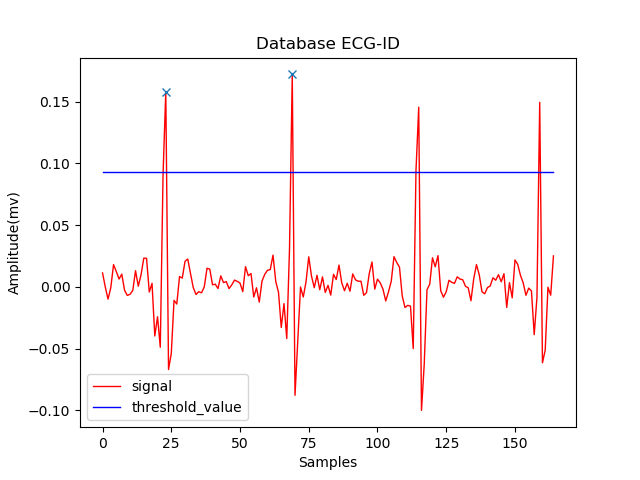 Database ECG-ID
Amplitude(mv)
0.15
0.10
0.05
0.00
−0.05
−0.10
signal
threshold_value
0 25 50 75 100 125 150
Samples